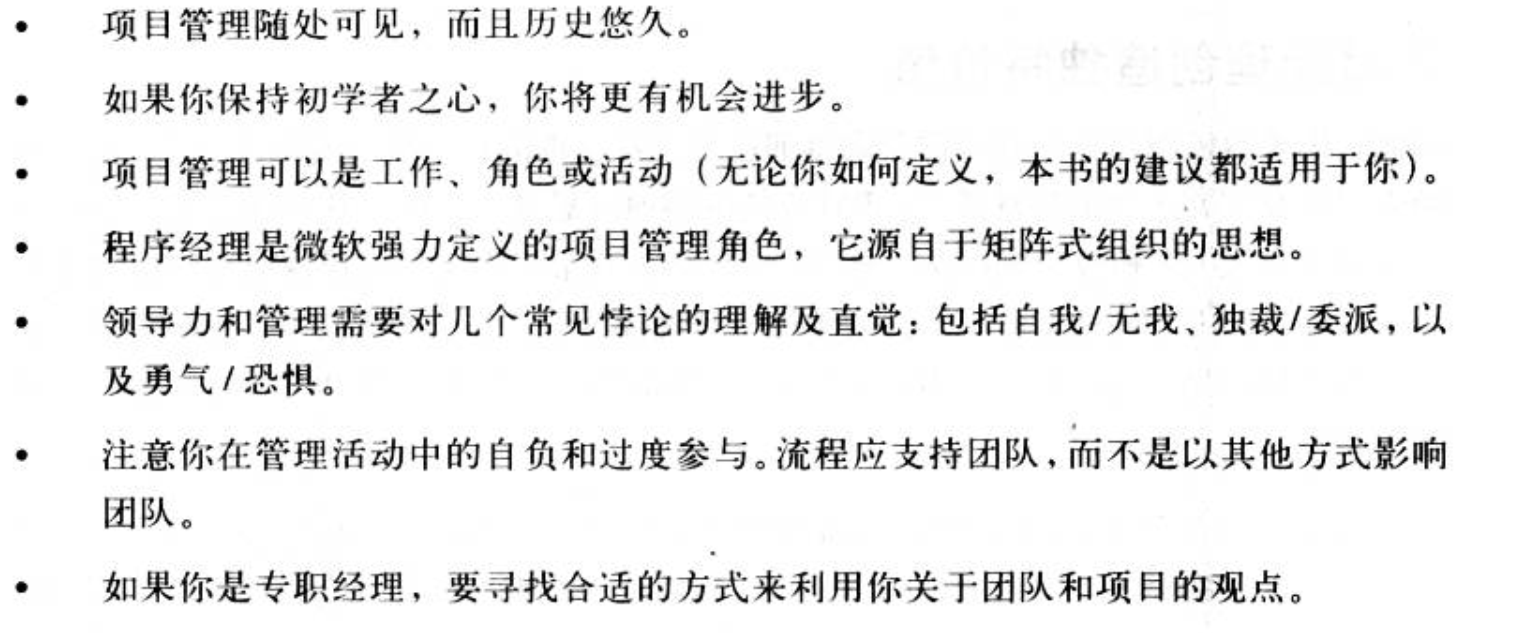 • 项目管理随处可见，而且历史悠久。
• 如果你保持初学者之心，你将更有机会进步。
• 项目管理可以是工作、角色或活动（无论你如何定义，本书的建议都适用于你）。
• 程序经理是微软强力定义的项目管理角色，它源自于矩阵式组织的思想。
• 领导力和管理需要对几个常见悖论的理解及直觉：包括自我/无我、独裁/委派，以
及勇气/恐惧。
• 注意你在管理活动中的自负和过度参与。流程应支持团队，而不是以其他方式影响
团队。
• 如果你是专职经理，要寻找合适的方式来利用你关于团队和项目的观点。